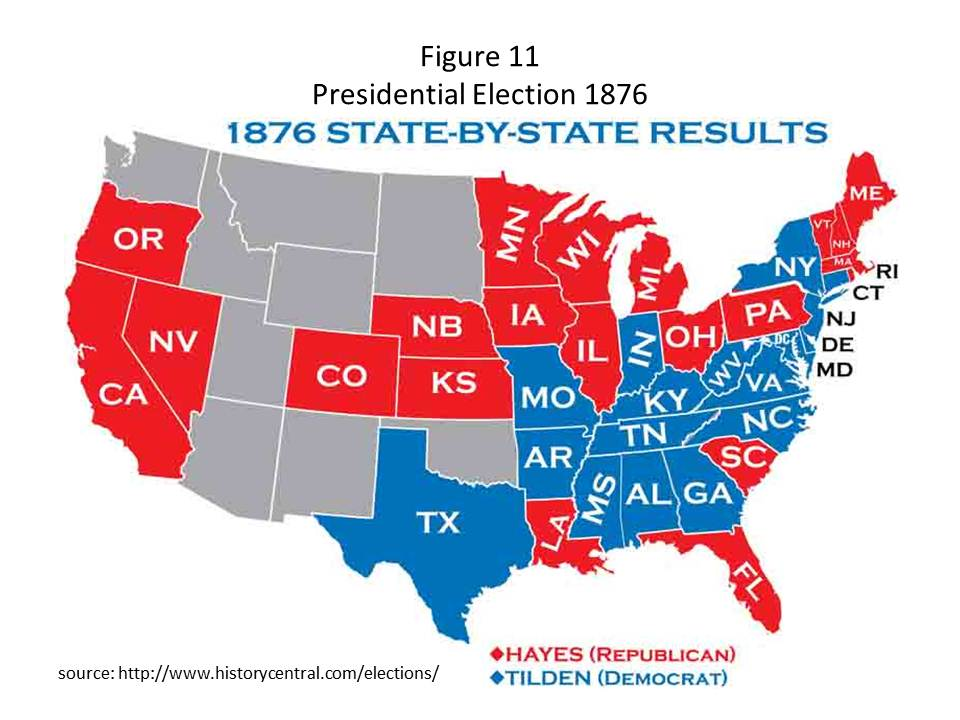 Figure 11
Presidential Election 1876
1876 STATE-BY-STATE RESULTS
ME
VT
NH
MA
OR
MN
WI
MI
NY
RI
CT
NB
IA
PA
NJ
NV
IL
IN
OH
DC
DE
CO
KS
WV
MD
CA
MO
KY
VA
TN
NC
AR
SC
MS
AL
GA
TX
LA
FL
◆HAYES (REPUBLICAN)
source: http://www.historycentral.com/elections/
◆TILDEN (DEMOCRAT)